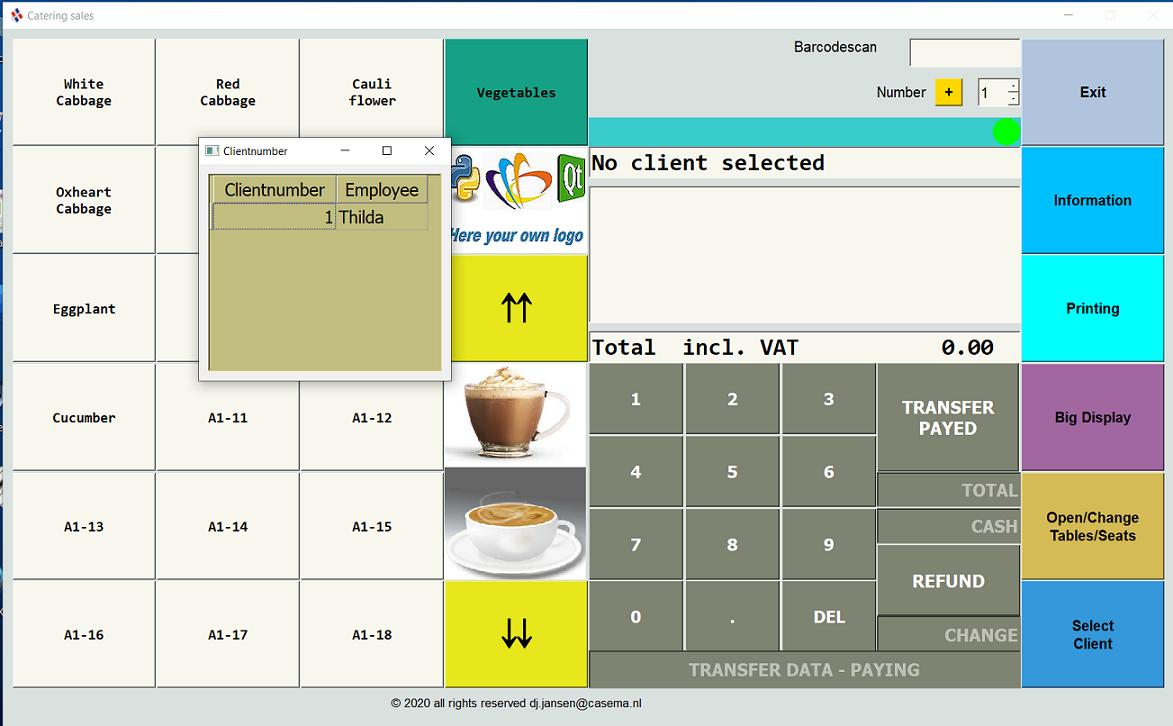 Catering sales
White
Cabbage
Red
Cabbage
Cauli
flower
Vegetables
Barcodescan
Number + 1
Exit
Clientnumber
Clientnumber Employee
1 Thilda
Oxheart
Cabbage
Qt
Here your own logo
No client selected
Information
Eggplant
↑↑
Printing
Total incl. VAT 0.00
Cucumber
A1-11
A1-12
1 2 3
TRANSFER
PAYED
Big Display
4 5 6
TOTAL
A1-13
A1-14
A1-15
CASH
Open/Change
Tables/Seats
7 8 9
REFUND
A1-16
A1-17
A1-18
↓↓
0 . DEL
CHANGE
Select
Client
TRANSFER DATA - PAYING
© 2020 all rights reserved dj.jansen@casema.nl